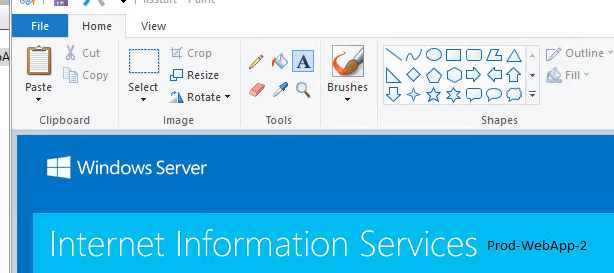 File Home View
Cut
Copy
Paste
Clipboard
Crop
Resize
Rotate
Select
Image
A
Tools
Brushes
Outline
Fill
Shapes
Windows Server
Internet Information Services Prod-WebApp-2